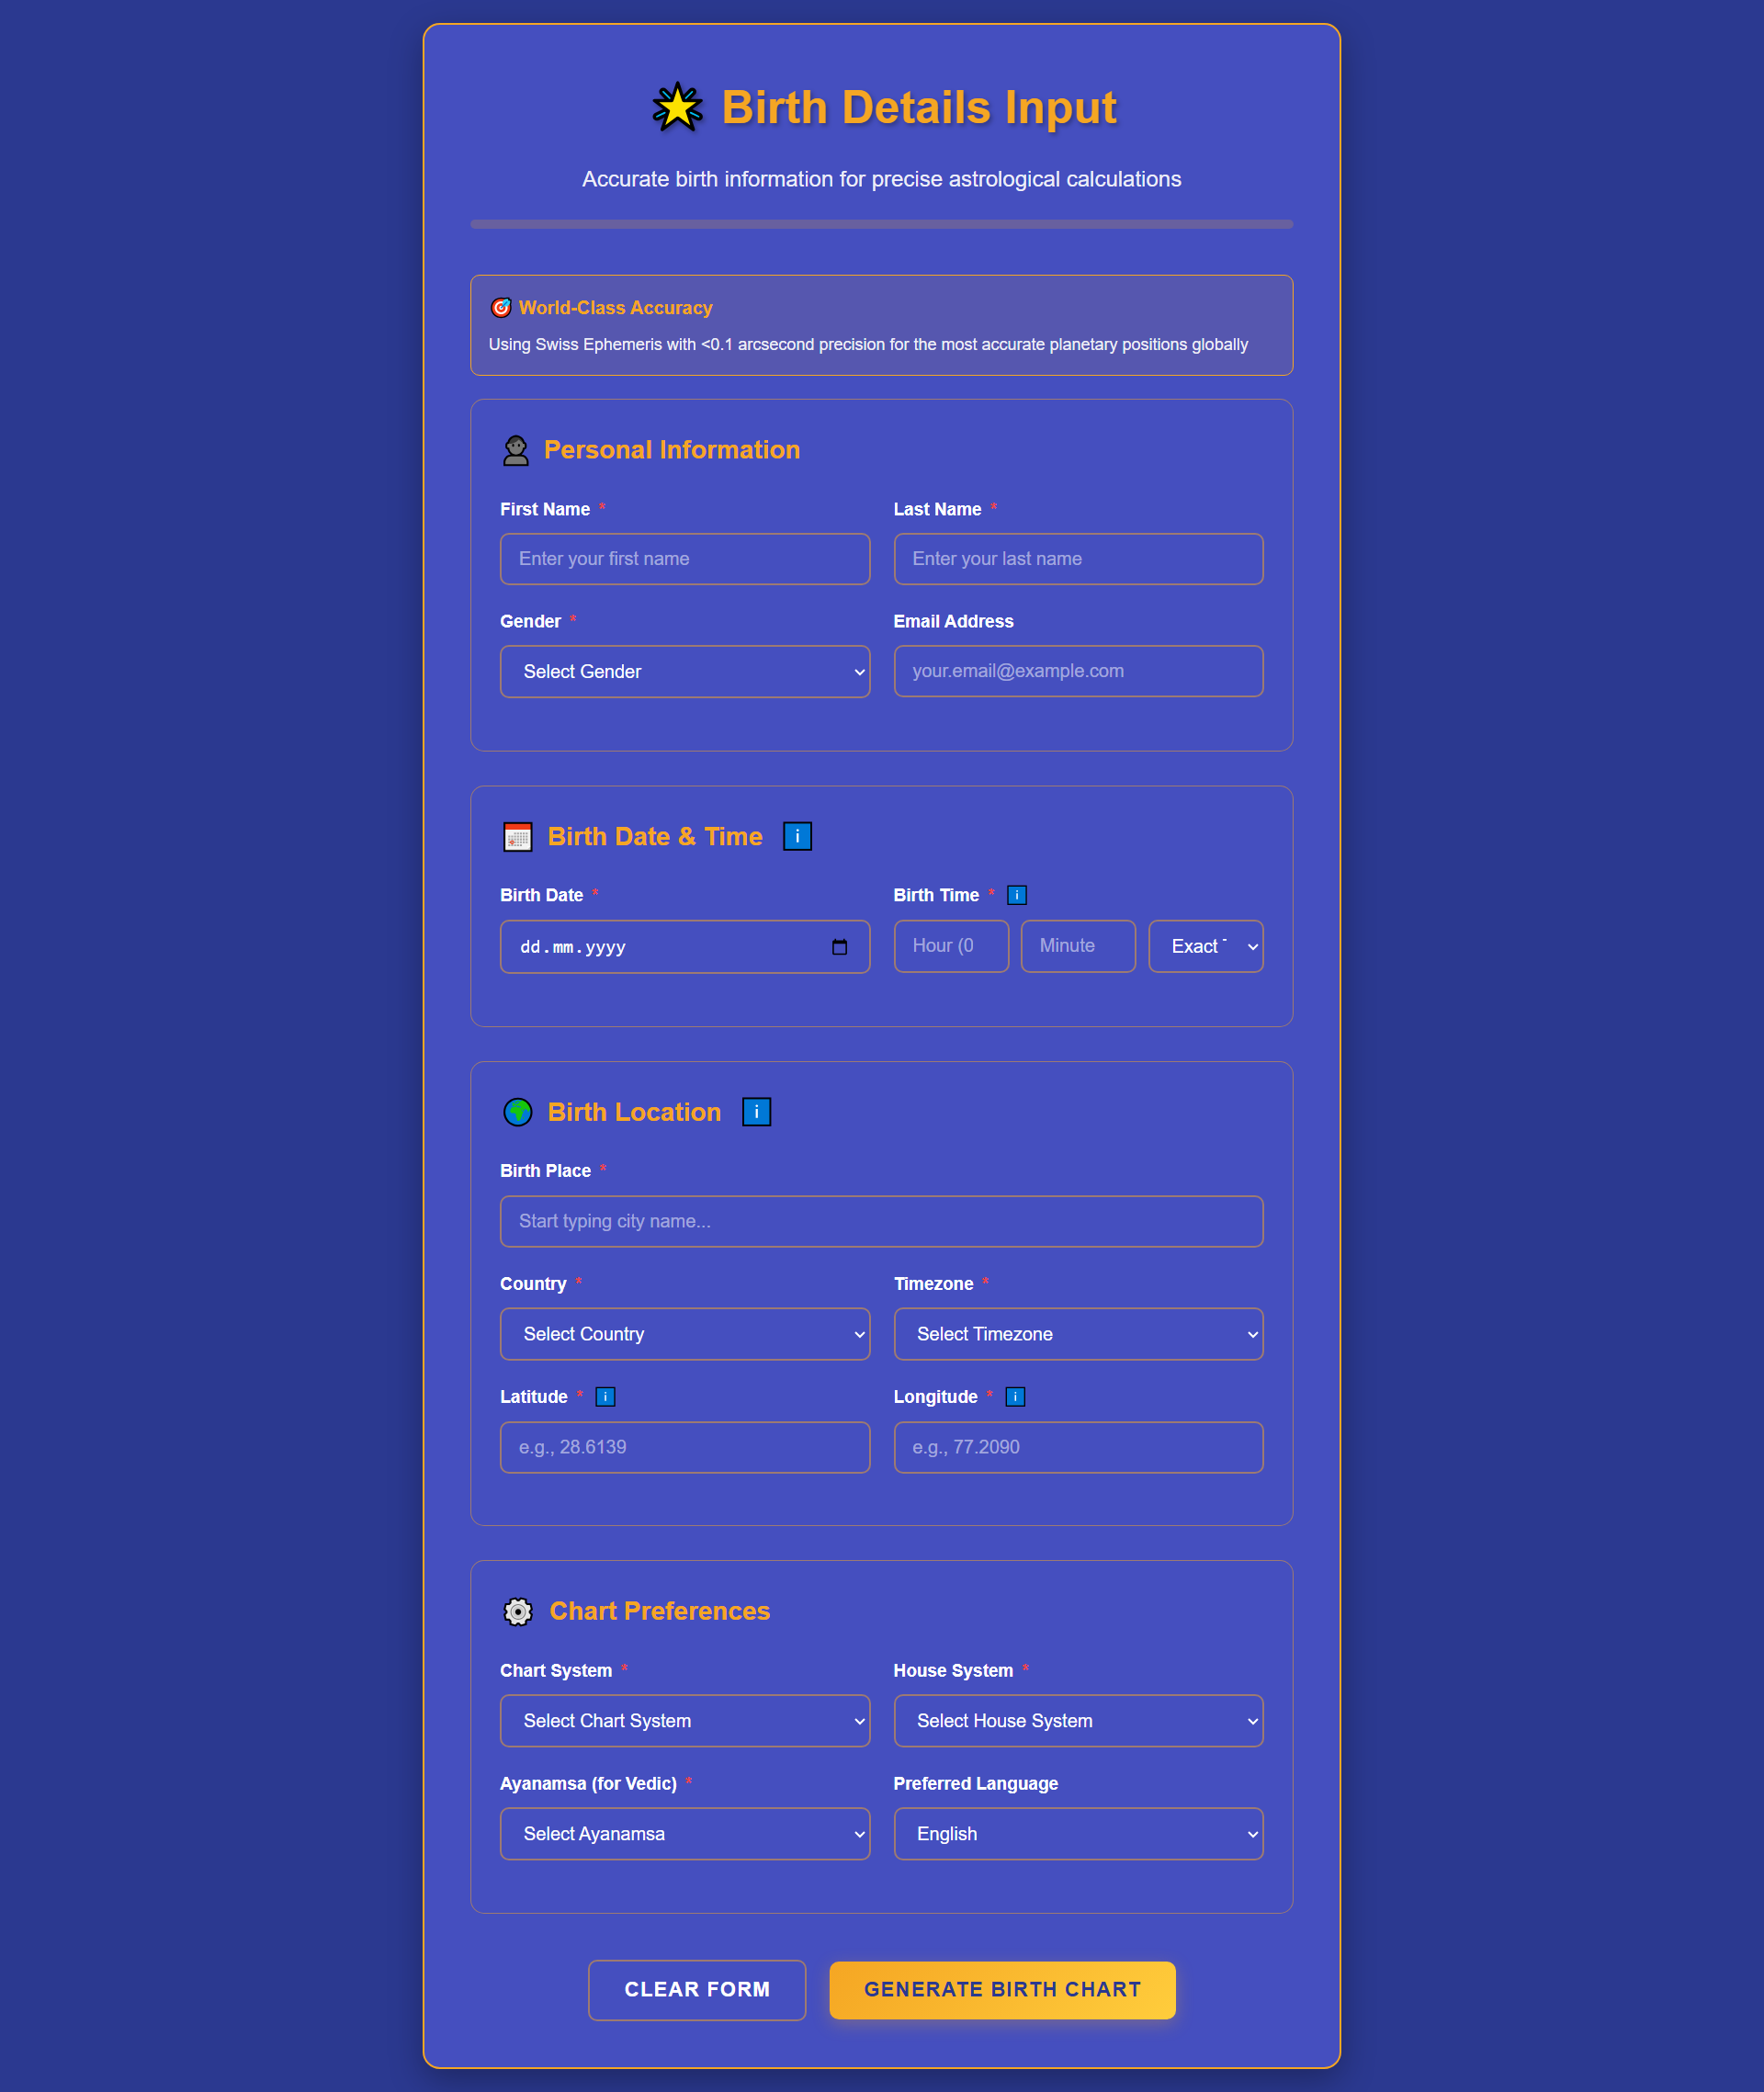 Birth Details Input
Accurate birth information for precise astrological calculations
World-Class Accuracy
Using Swiss Ephemeris with <0.1 arcsecond precision for the most accurate planetary positions globally
Personal Information
First Name * Last Name *
Enter your first name Enter your last name
Gender * Email Address
Select Gender your.email@example.com
Birth Date & Time i
Birth Date * Birth Time * i
dd.mm.yyyy Hour (0 Minute Exact
Birth Location i
Birth Place *
Start typing city name...
Country * Timezone *
Select Country Select Timezone
Latitude * i Longitude * i
e.g., 28.6139 e.g., 77.2090
Chart Preferences
Chart System * House System *
Select Chart System Select House System
Ayanamsa (for Vedic) * Preferred Language
Select Ayanamsa English
CLEAR FORM GENERATE BIRTH CHART